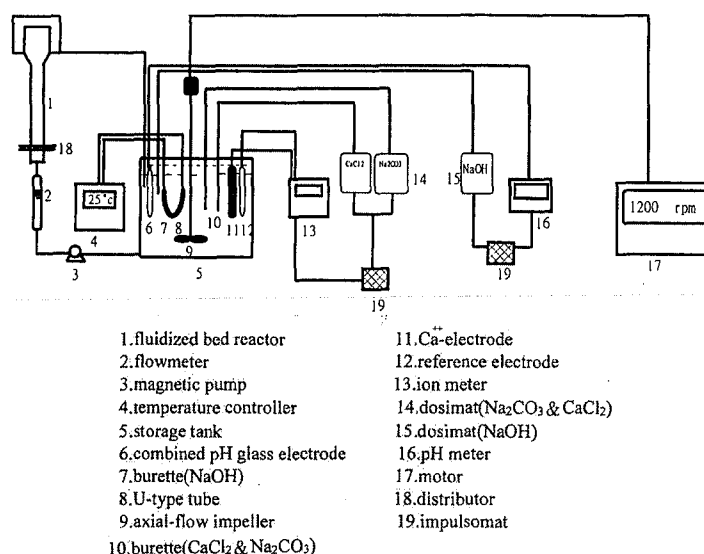 1
18
2
25°c
4
3
6
7
8
9
10
11
12
5
CaCl2
Na2CO3
14
13
19
NaOH
15
16
19
1200 rpm
17
1.fluidized bed reactor
2.flowmeter
3.magnetic pump
4.temperature controller
5.storage tank
6.combined pH glass electrode
7.burette(NaOH)
8.U-type tube
9.axial-flow impeller
10.burette(CaCl₂ & Na₂CO₃)
11.Ca⁺⁺-electrode
12.reference electrode
13.ion meter
14.dosimat(Na₂CO₃ & CaCl₂)
15.dosimat(NaOH)
16.pH meter
17.motor
18.distributor
19.impulsomat